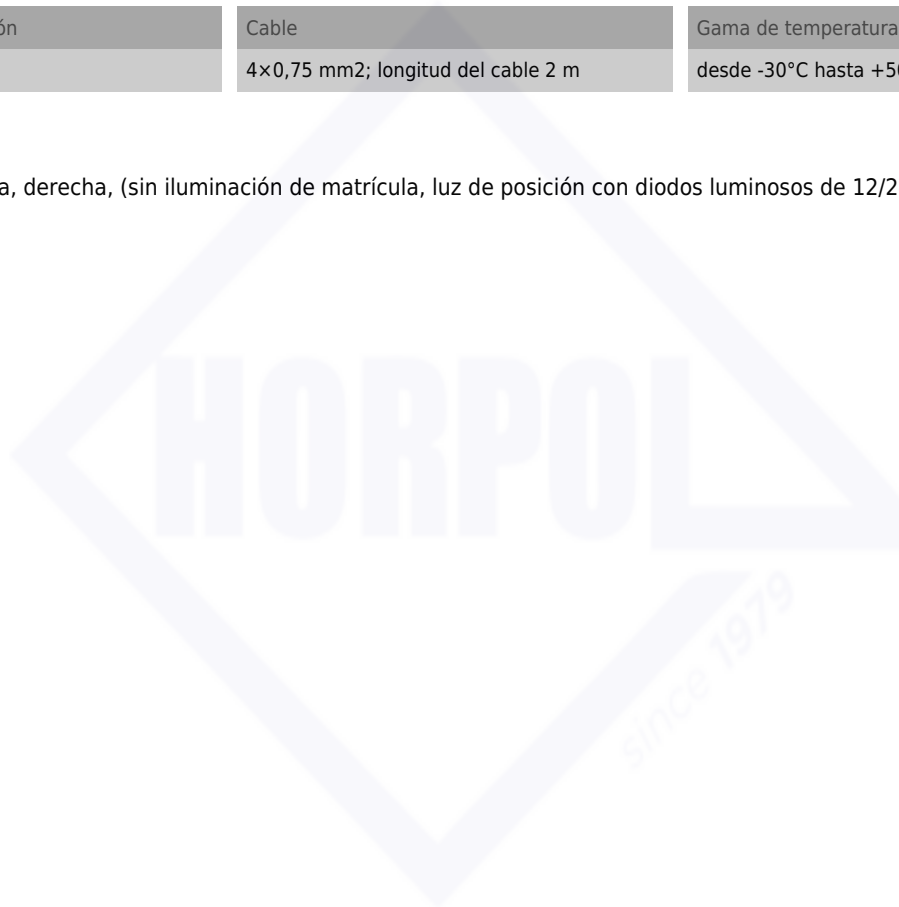 ón Cable Gama de temperatura
4×0,75 mm2; longitud del cable 2 m desde -30°C hasta +5
a, derecha, (sin iluminación de matrícula, luz de posición con diodos luminosos de 12/2
HORPOL
since 1979